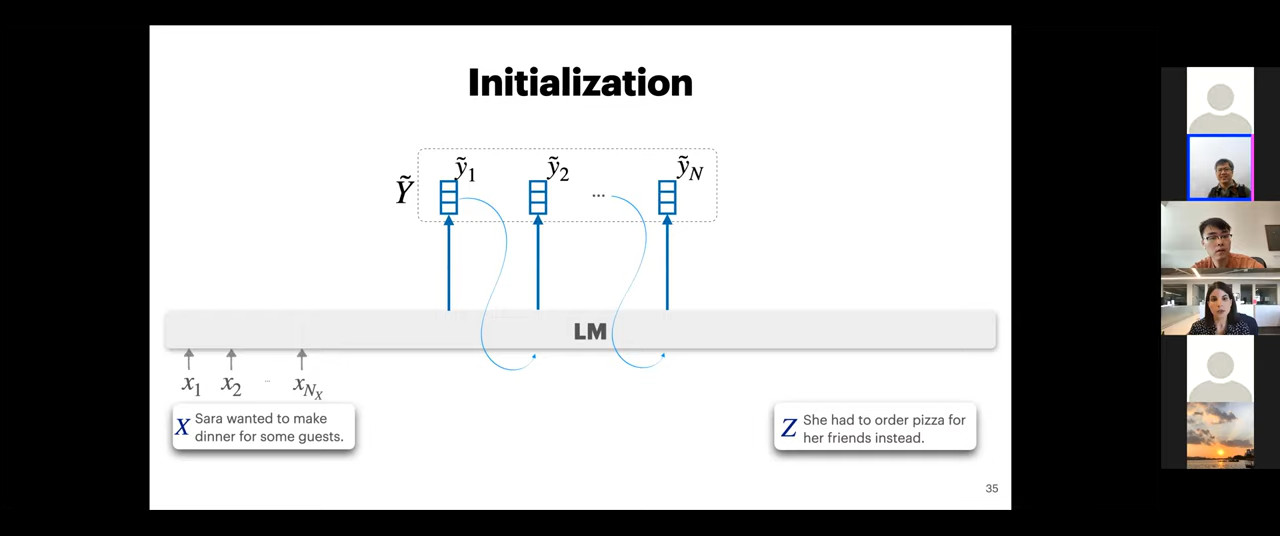 Initialization
Ỹ
ỹ1 ỹ2 ... ỹN
LM
x1 x2 ... xNX
X
Sara wanted to make
dinner for some guests.
Z
She had to order pizza for
her friends instead.
35